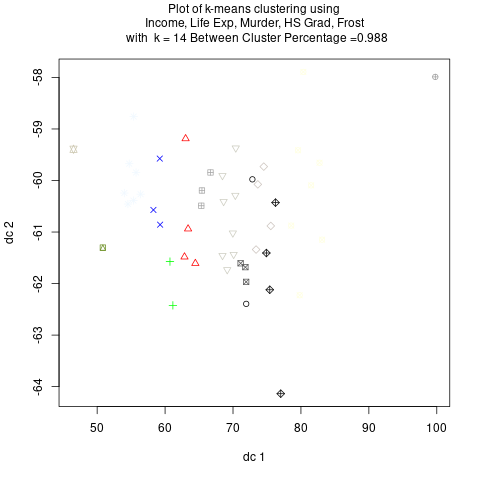 Plot of k-means clustering using
Income, Life Exp, Murder, HS Grad, Frost
with k = 14 Between Cluster Percentage =0.988
-58
-59
-60
-61
-62
-63
-64
dc 2
50 60 70 80 90 100
dc 1